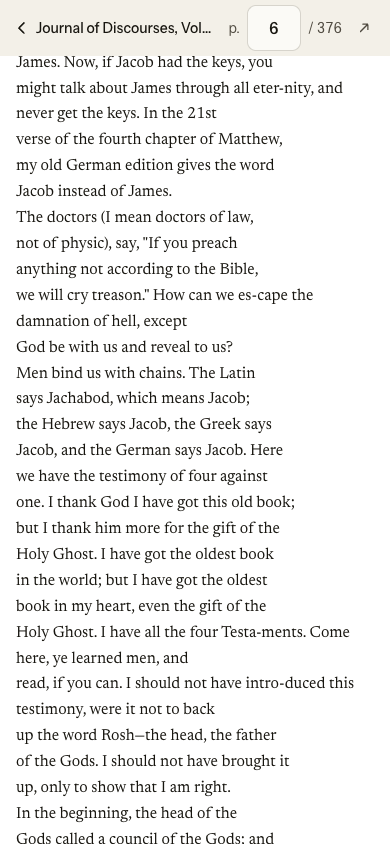 Journal of Discourses, Vol... p. 6 / 376
James. Now, if Jacob had the keys, you
might talk about James through all eter-nity, and
never get the keys. In the 21st
verse of the fourth chapter of Matthew,
my old German edition gives the word
Jacob instead of James.
The doctors (I mean doctors of law,
not of physic), say, "If you preach
anything not according to the Bible,
we will cry treason." How can we es-cape the
damnation of hell, except
God be with us and reveal to us?
Men bind us with chains. The Latin
says Jachabod, which means Jacob;
the Hebrew says Jacob, the Greek says
Jacob, and the German says Jacob. Here
we have the testimony of four against
one. I thank God I have got this old book;
but I thank him more for the gift of the
Holy Ghost. I have got the oldest book
in the world; but I have got the oldest
book in my heart, even the gift of the
Holy Ghost. I have all the four Testa-ments. Come
here, ye learned men, and
read, if you can. I should not have intro-duced this
testimony, were it not to back
up the word Rosh—the head, the father
of the Gods. I should not have brought it
up, only to show that I am right.
In the beginning, the head of the
Gods called a council of the Gods: and